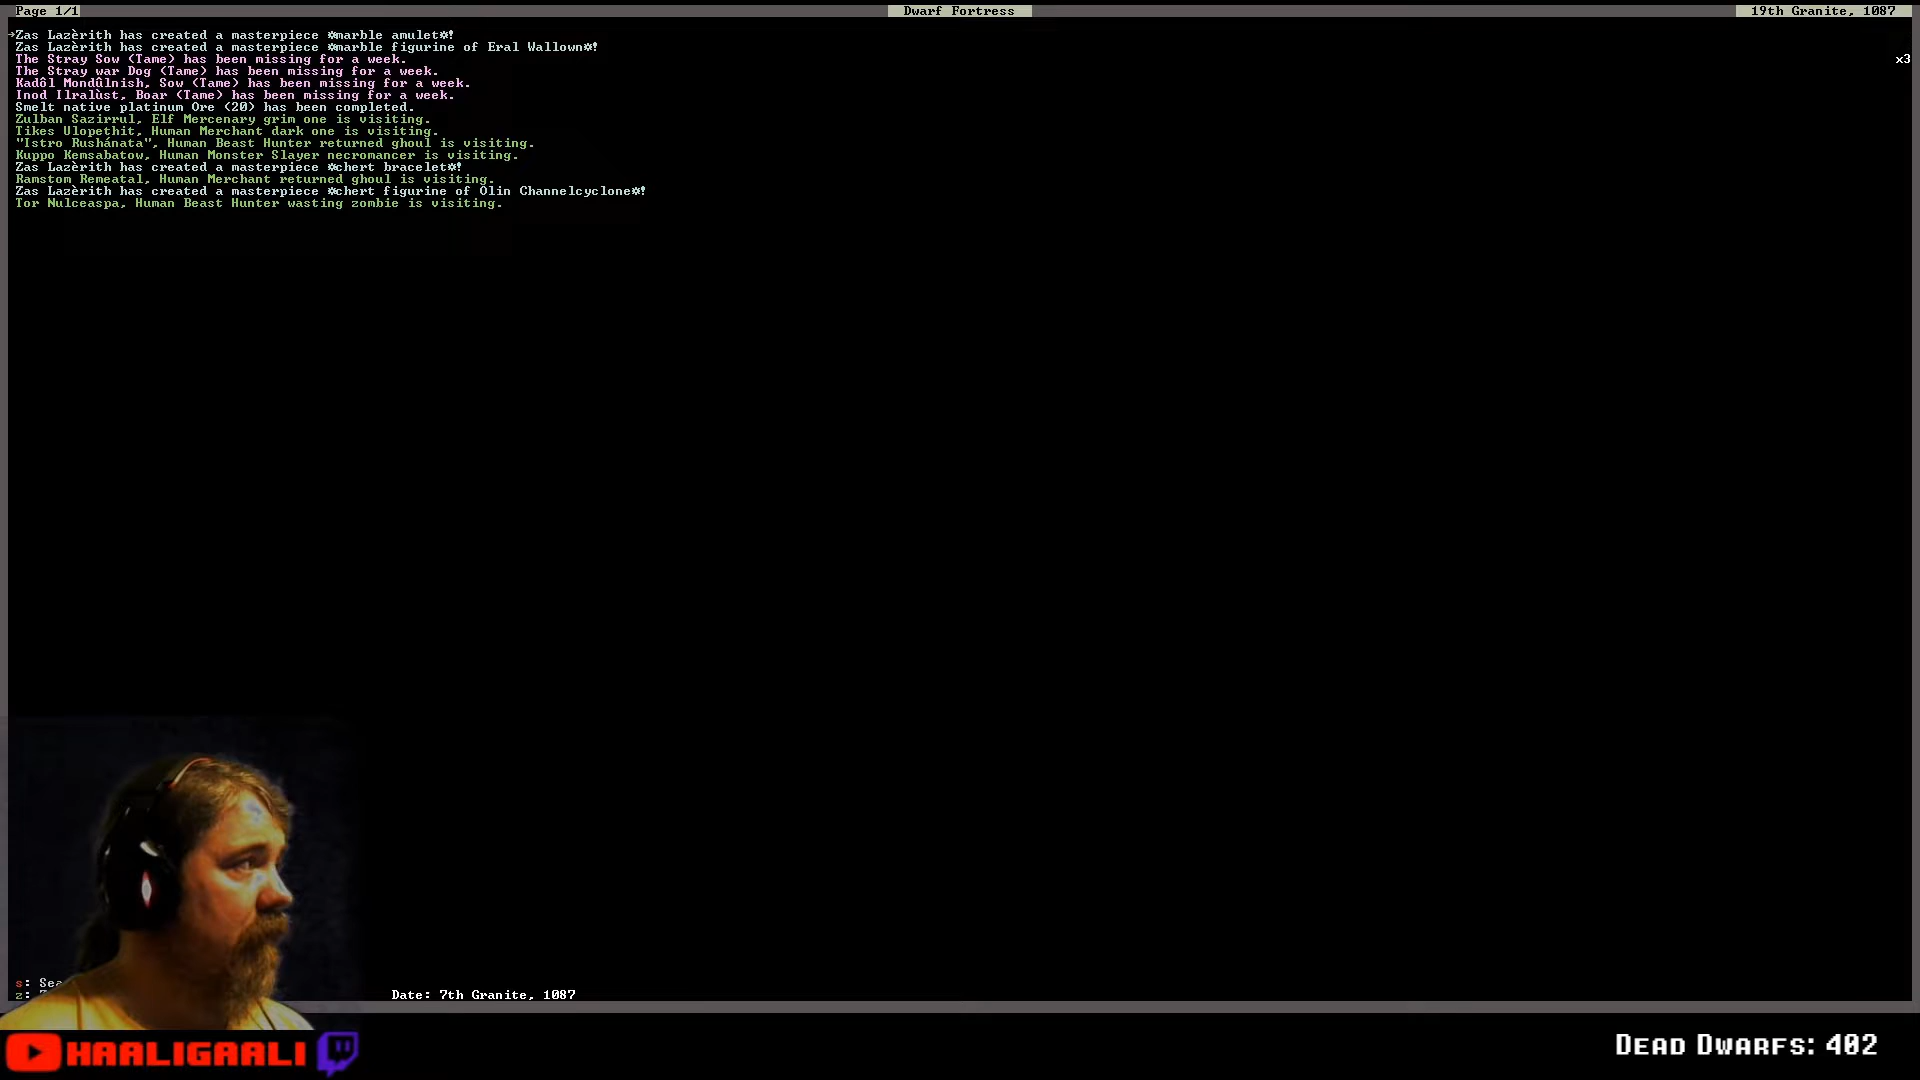 Page 1/1 Dwarf Fortress 19th Granite, 1087
→Zas Lazèrith has created a masterpiece ☼marble amulet☼!
Zas Lazèrith has created a masterpiece ☼marble figurine of Eral Wallown☼!
The Stray Sow (Tame) has been missing for a week. x3
The Stray war Dog (Tame) has been missing for a week.
Kadôl Mondûlnish, Sow (Tame) has been missing for a week.
Inod Ilralùst, Boar (Tame) has been missing for a week.
Smelt native platinum Ore (20) has been completed.
Zulban Sazirrul, Elf Mercenary grim one is visiting.
Tikes Ulopethit, Human Merchant dark one is visiting.
"Istro Rushánata", Human Beast Hunter returned ghoul is visiting.
Kuppo Kemsabatow, Human Monster Slayer necromancer is visiting.
Zas Lazèrith has created a masterpiece ☼chert bracelet☼!
Ramstom Remeatal, Human Merchant returned ghoul is visiting.
Zas Lazèrith has created a masterpiece ☼chert figurine of Olin Channelcyclone☼!
Tor Nulceaspa, Human Beast Hunter wasting zombie is visiting.
s: Sea
z: Date: 7th Granite, 1087
HAALIGAALI
DEAD DWARFS: 402